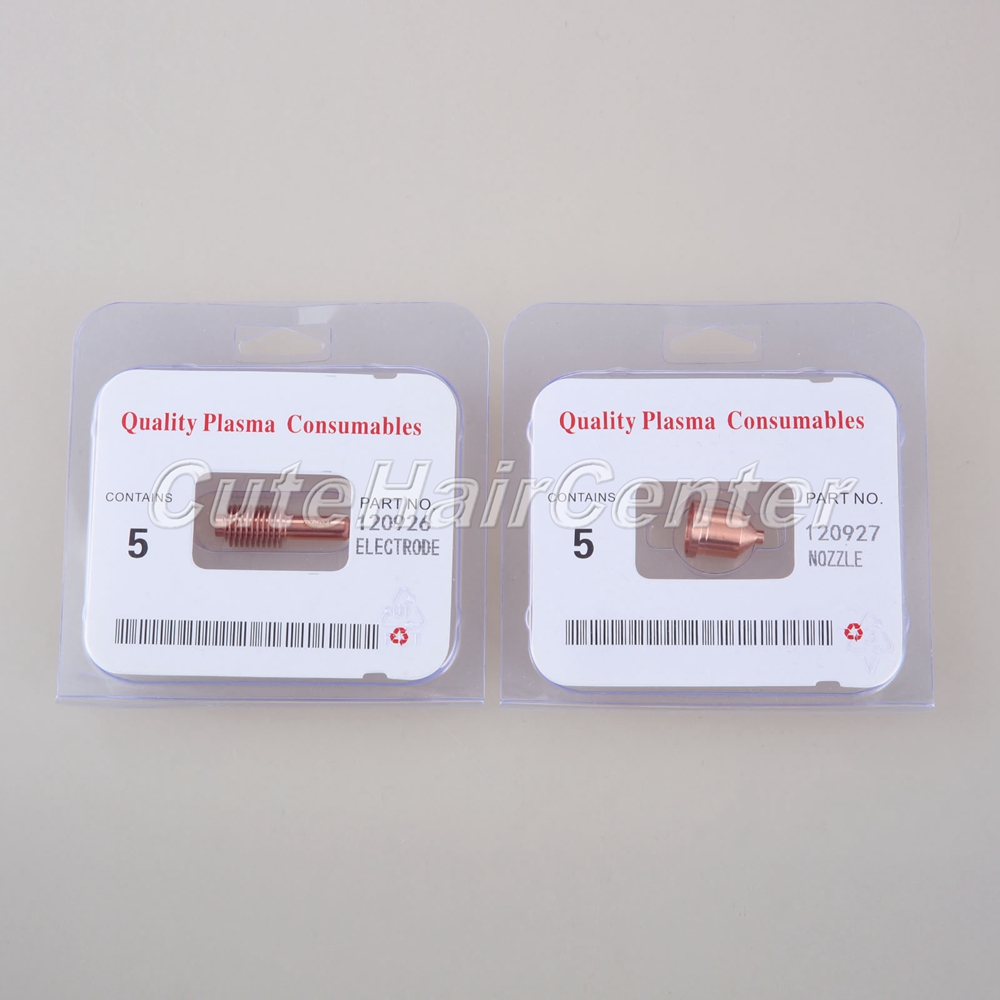 Quality Plasma Consumables
CONTAINS
5
PART NO.
120926
ELECTRODE
Quality Plasma Consumables
CONTAINS
5
PART NO.
120927
NOZZLE
CuteHairCenter